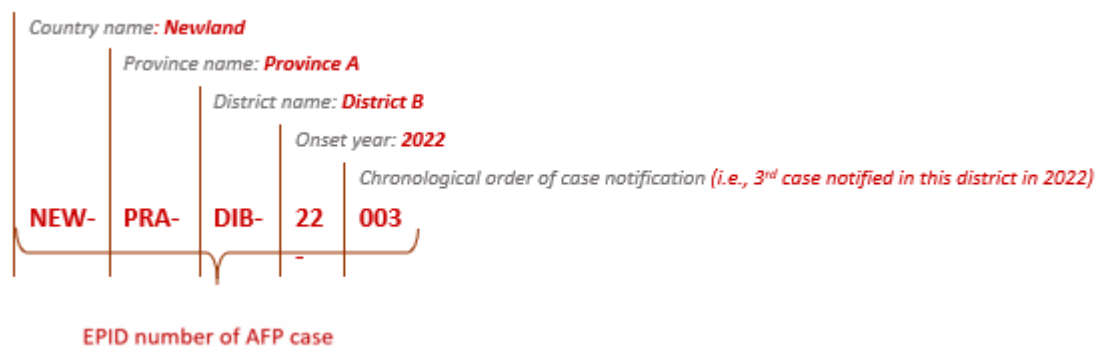 Country name: Newland
Province name: Province A
District name: District B
Onset year: 2022
Chronological order of case notification (i.e., 3rd case notified in this district in 2022)
NEW- PRA- DIB- 22 003
-
EPID number of AFP case